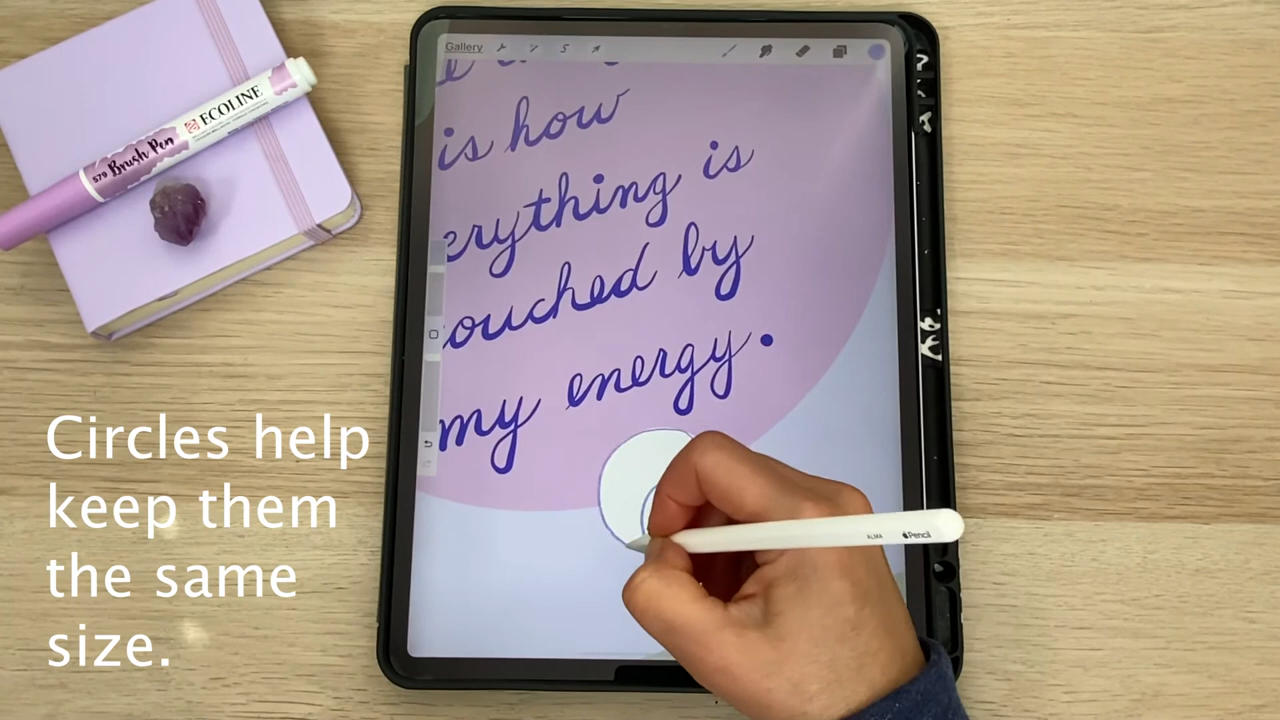 579 Brush Pen ECOLINE
Gallery
is how
erything is
ouched by
my energy.
ALMA Pencil
Circles help
keep them
the same
size.